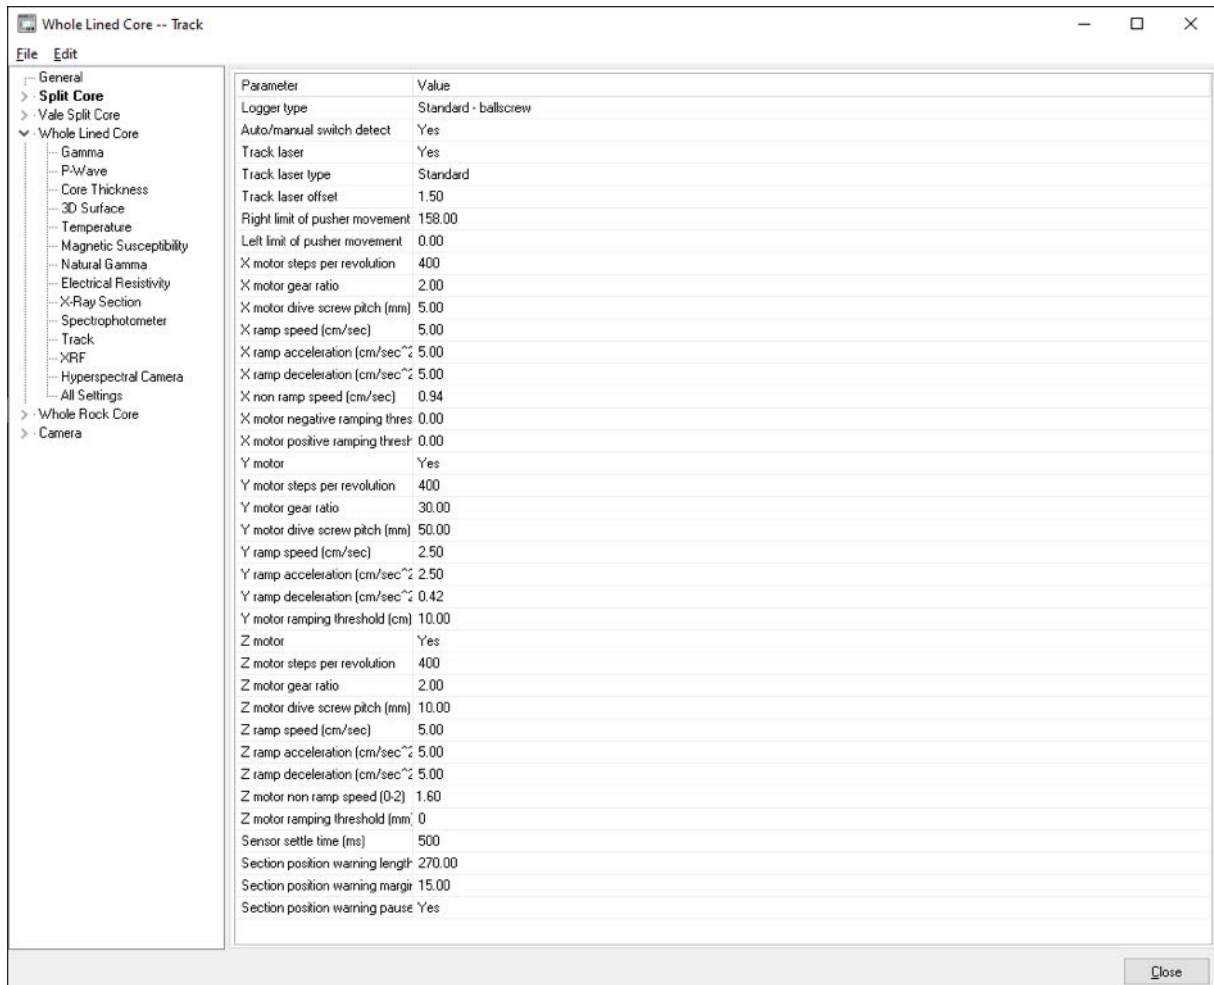 Whole Lined Core -- Track
File Edit
General
Split Core
Vale Split Core
Whole Lined Core
Gamma
P-Wave
Core Thickness
3D Surface
Temperature
Magnetic Susceptibility
Natural Gamma
Electrical Resistivity
X-Ray Section
Spectrophotometer
Track
XRF
Hyperspectral Camera
All Settings
Whole Rock Core
Camera
Parameter Value
Logger type Standard - ballscrew
Auto/manual switch detect Yes
Track laser Yes
Track laser type Standard
Track laser offset 1.50
Right limit of pusher movement 158.00
Left limit of pusher movement 0.00
X motor steps per revolution 400
X motor gear ratio 2.00
X motor drive screw pitch (mm) 5.00
X ramp speed (cm/sec) 5.00
X ramp acceleration (cm/sec^2 5.00
X ramp deceleration (cm/sec^2 5.00
X non ramp speed (cm/sec) 0.94
X motor negative ramping thres 0.00
X motor positive ramping thresh 0.00
Y motor Yes
Y motor steps per revolution 400
Y motor gear ratio 30.00
Y motor drive screw pitch (mm) 50.00
Y ramp speed (cm/sec) 2.50
Y ramp acceleration (cm/sec^2 2.50
Y ramp deceleration (cm/sec^2 0.42
Y motor ramping threshold (cm) 10.00
Z motor Yes
Z motor steps per revolution 400
Z motor gear ratio 2.00
Z motor drive screw pitch (mm) 10.00
Z ramp speed (cm/sec) 5.00
Z ramp acceleration (cm/sec^2 5.00
Z ramp deceleration (cm/sec^2 5.00
Z motor non ramp speed (0-2) 1.60
Z motor ramping threshold (mm) 0
Sensor settle time (ms) 500
Section position warning length 270.00
Section position warning margin 15.00
Section position warning pause Yes
Close